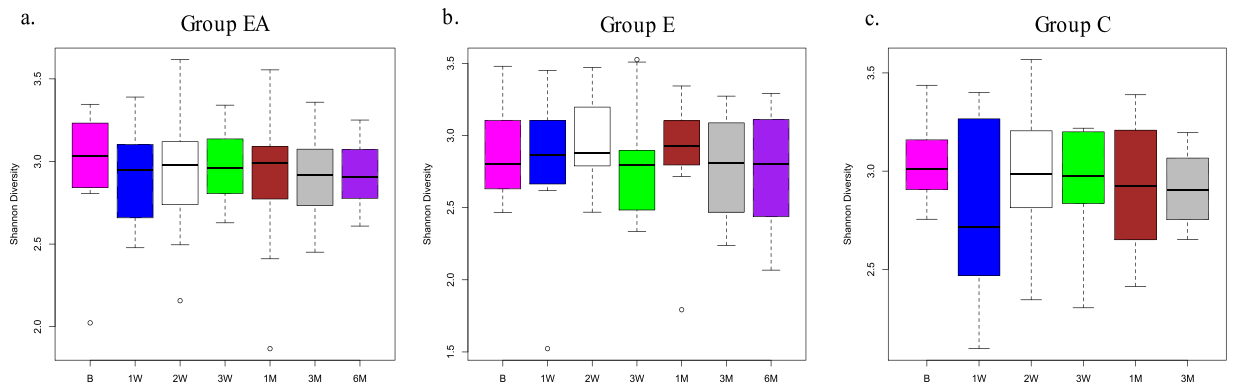 a.
Group EA
Shannon Diversity
3.5
3.0
2.5
2.0
B 1W 2W 3W 1M 3M 6M
b.
Group E
Shannon Diversity
3.5
3.0
2.5
2.0
1.5
B 1W 2W 3W 1M 3M 6M
c.
Group C
Shannon Diversity
3.5
3.0
2.5
B 1W 2W 3W 1M 3M